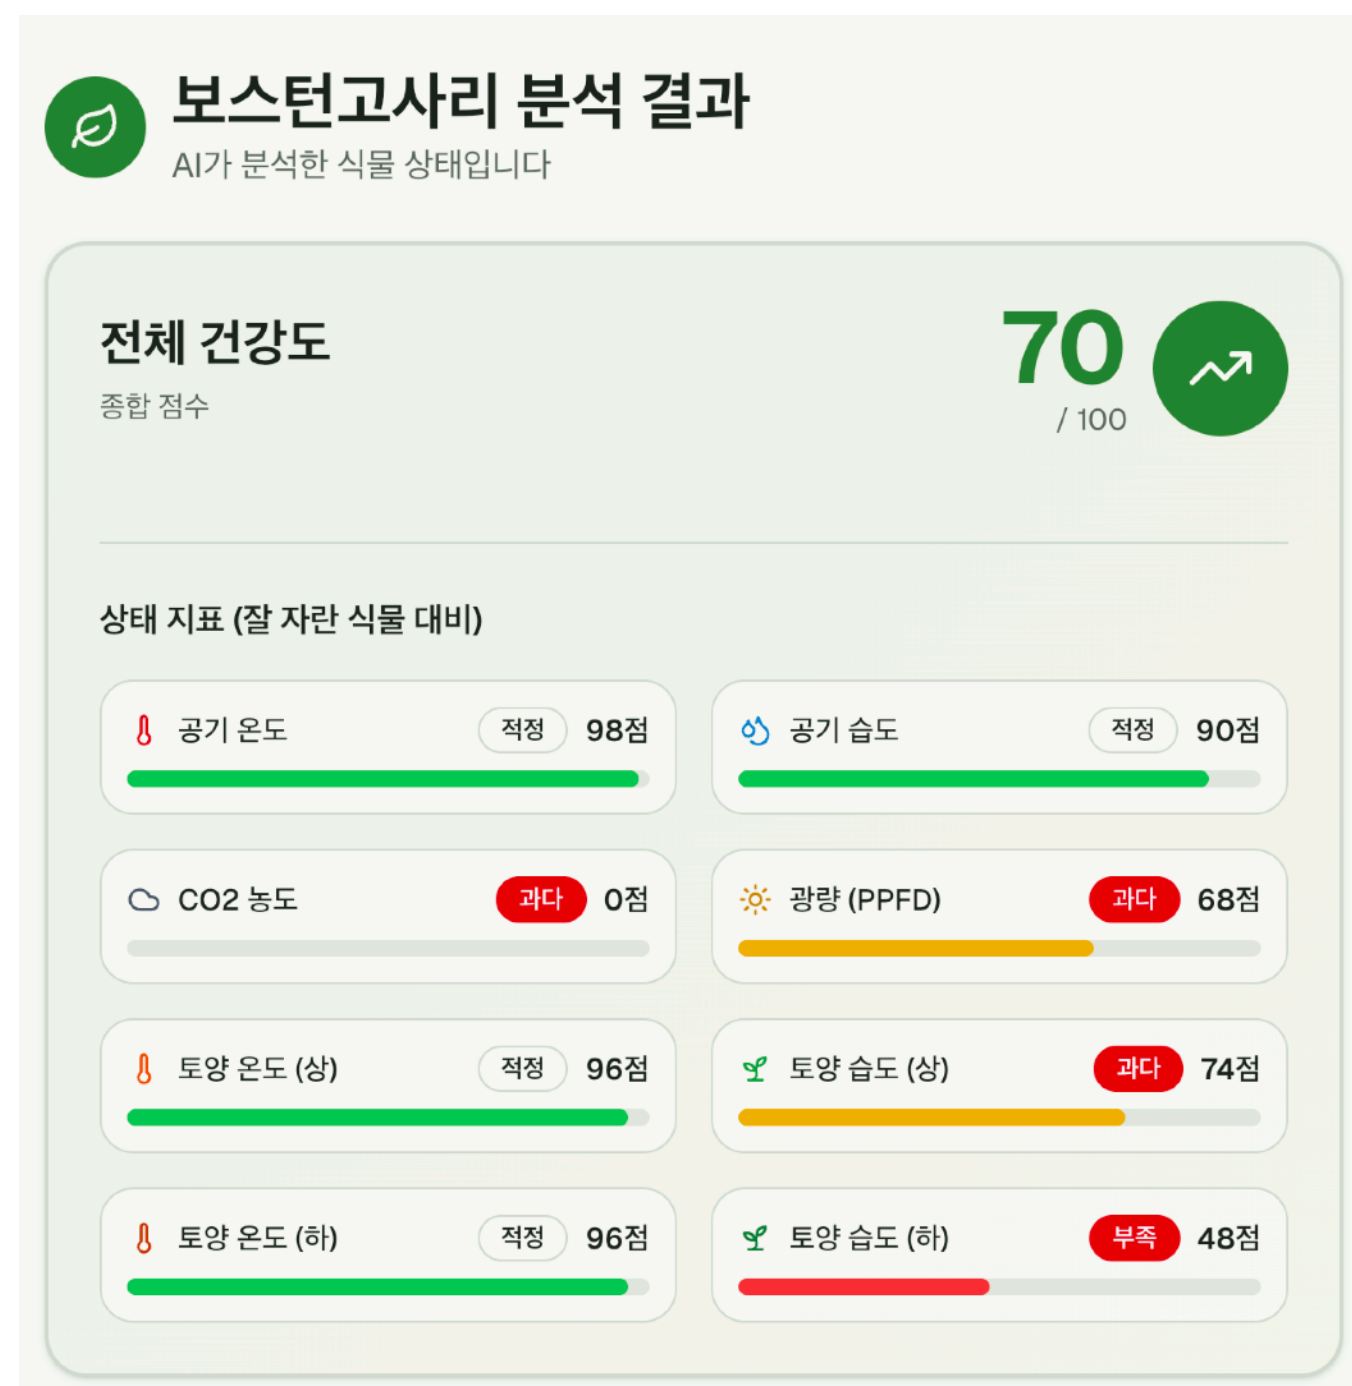 보스턴고사리 분석 결과
AI가 분석한 식물 상태입니다
전체 건강도
종합 점수
70
/ 100
상태 지표 (잘 자란 식물 대비)
공기 온도 적정 98점
공기 습도 적정 90점
CO2 농도 과다 0점
광량 (PPFD) 과다 68점
토양 온도 (상) 적정 96점
토양 습도 (상) 과다 74점
토양 온도 (하) 적정 96점
토양 습도 (하) 부족 48점